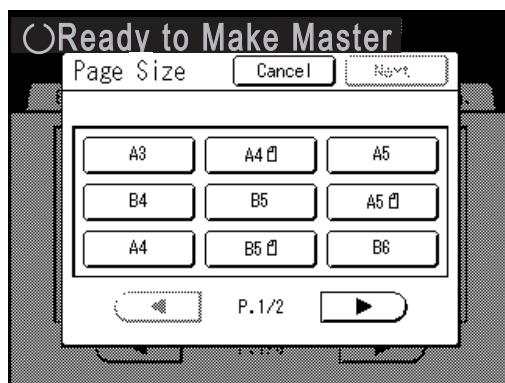 Ready to Make Master
Page Size Cancel Next
A3 A4 A5
B4 B5 A5
A4 B5 B6
P.1/2